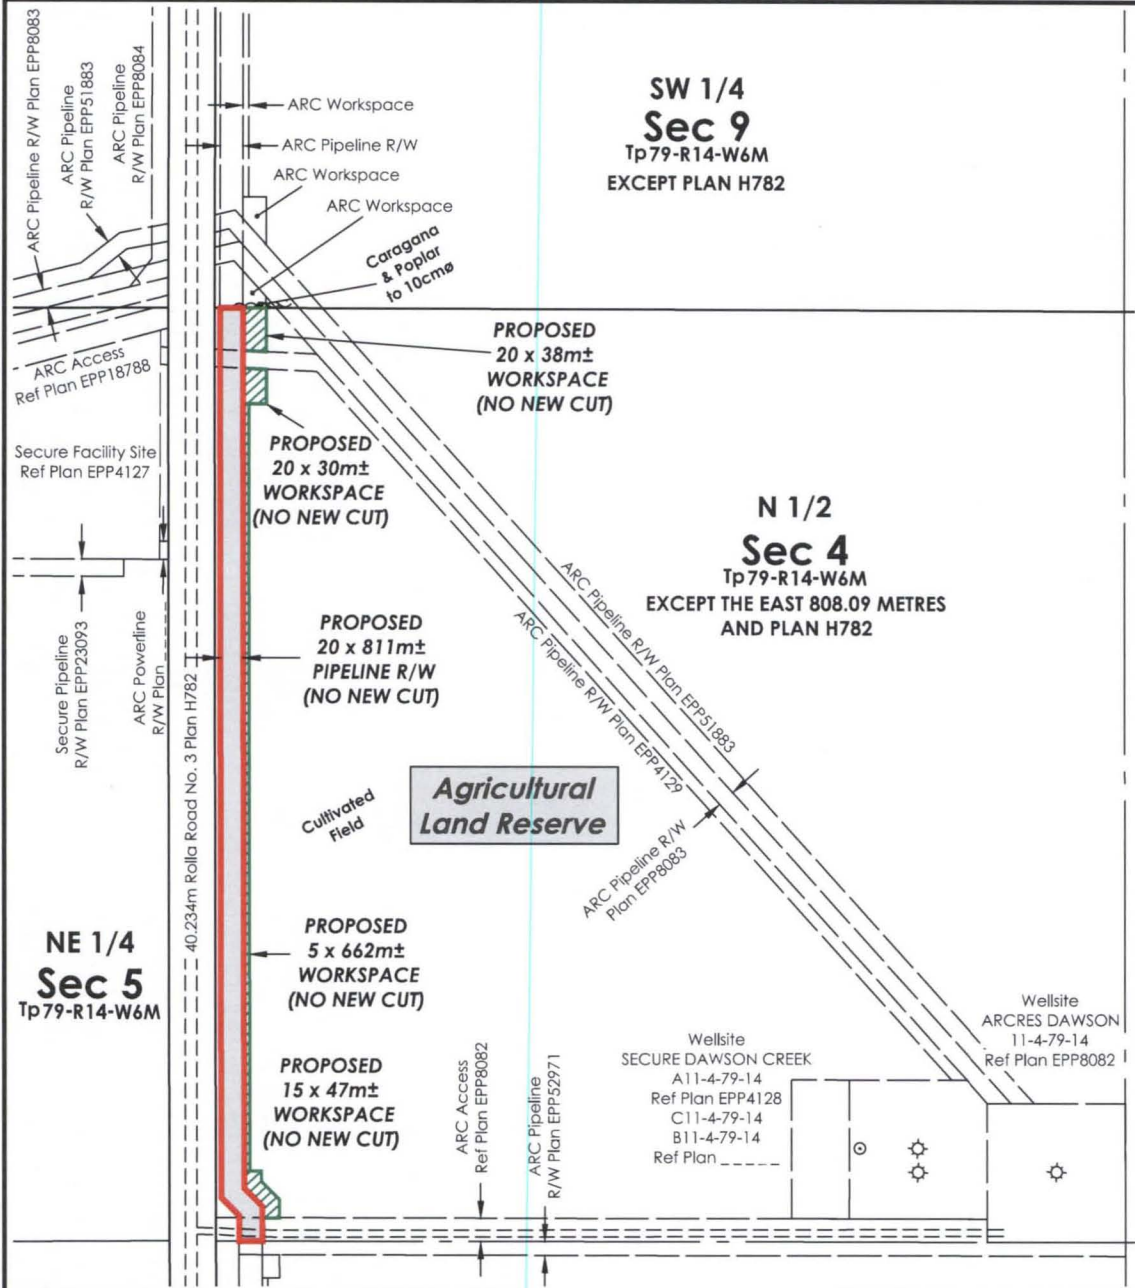 ARC Pipeline R/W Plan EPP8083
ARC Pipeline
R/W Plan EPP51883
ARC Pipeline
R/W Plan EPP8084
ARC Workspace
ARC Pipeline R/W
ARC Workspace
ARC Workspace
Caragana
& Poplar
to 10cmø
SW 1/4
Sec 9
Tp79-R14-W6M
EXCEPT PLAN H782
ARC Access
Ref Plan EPP18788
PROPOSED
20 x 38m±
WORKSPACE
(NO NEW CUT)
Secure Facility Site
Ref Plan EPP4127
PROPOSED
20 x 30m±
WORKSPACE
(NO NEW CUT)
N 1/2
Sec 4
Tp79-R14-W6M
EXCEPT THE EAST 808.09 METRES
AND PLAN H782
Secure Pipeline
R/W Plan EPP23093
ARC Powerline
R/W Plan _ _ _ _ _
40.234m Rolla Road No. 3 Plan H782
PROPOSED
20 x 811m±
PIPELINE R/W
(NO NEW CUT)
ARC Pipeline R/W Plan EPP51883
ARC Pipeline R/W Plan EPP4129
ARC Pipeline R/W
Plan EPP8083
Cultivated
Field
Agricultural
Land Reserve
NE 1/4
Sec 5
Tp79-R14-W6M
PROPOSED
5 x 662m±
WORKSPACE
(NO NEW CUT)
PROPOSED
15 x 47m±
WORKSPACE
(NO NEW CUT)
ARC Access
Ref Plan EPP8082
ARC Pipeline
R/W Plan EPP52971
Wellsite
SECURE DAWSON CREEK
A11-4-79-14
Ref Plan EPP4128
C11-4-79-14
B11-4-79-14
Ref Plan _ _ _ _ _
Wellsite
ARCRES DAWSON
11-4-79-14
Ref Plan EPP8082